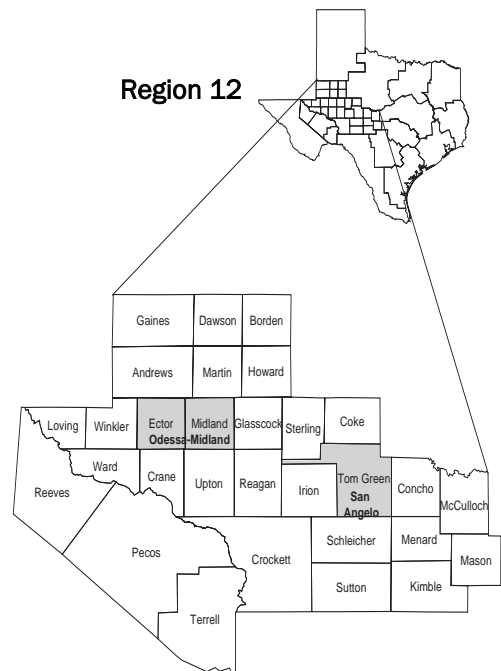 Region 12
Gaines
Dawson
Borden
Andrews
Martin
Howard
Loving
Winkler
Ector
Midland
Odessa-Midland
Glasscock
Sterling
Coke
Reeves
Ward
Crane
Upton
Reagan
Irion
Tom Green
San
Angelo
Concho
McCulloch
Pecos
Crockett
Schleicher
Menard
Mason
Sutton
Kimble
Terrell